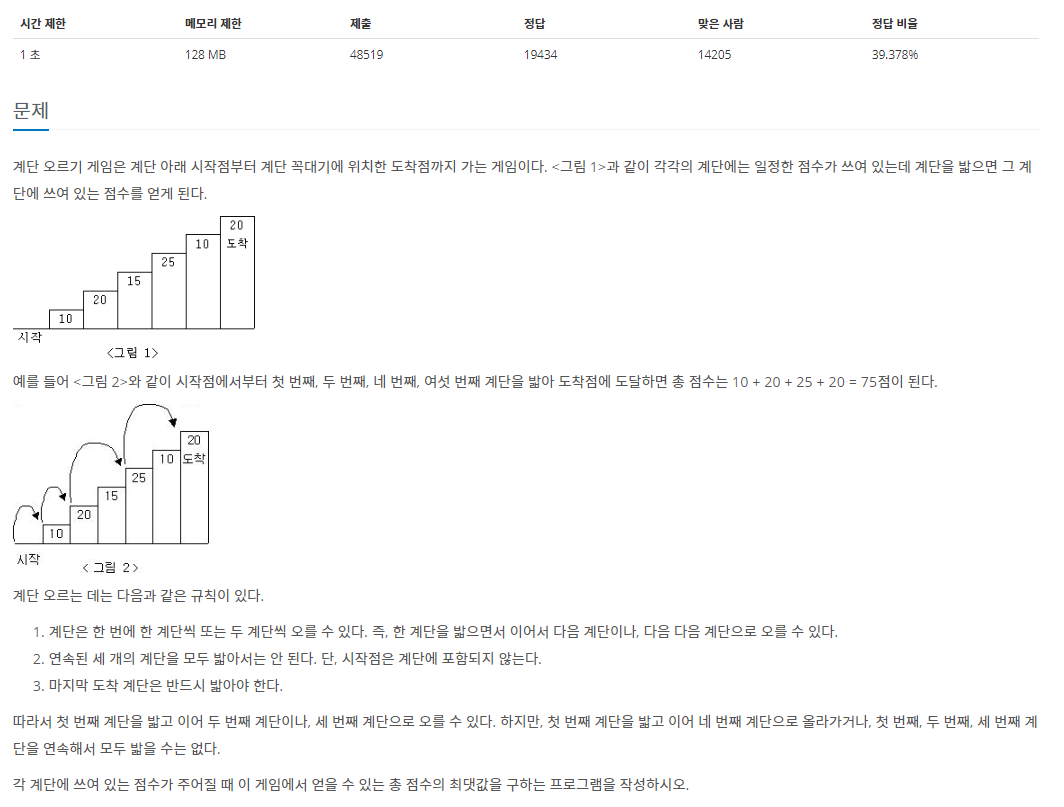 시간 제한 메모리 제한 제출 정답 맞은 사람 정답 비율
1 초 128 MB 48519 19434 14205 39.378%
문제
계단 오르기 게임은 계단 아래 시작점부터 계단 꼭대기에 위치한 도착점까지 가는 게임이다. <그림 1>과 같이 각각의 계단에는 일정한 점수가 쓰여 있는데 계단을 밟으면 그 계
단에 쓰여 있는 점수를 얻게 된다.
20
10 도착
25
15
20
10
시작
<그림 1>
예를 들어 <그림 2>와 같이 시작점에서부터 첫 번째, 두 번째, 네 번째, 여섯 번째 계단을 밟아 도착점에 도달하면 총 점수는 10 + 20 + 25 + 20 = 75점이 된다.
20
10 도착
25
15
20
10
시작
< 그림 2>
계단 오르는 데는 다음과 같은 규칙이 있다.
1. 계단은 한 번에 한 계단씩 또는 두 계단씩 오를 수 있다. 즉, 한 계단을 밟으면서 이어서 다음 계단이나, 다음 다음 계단으로 오를 수 있다.
2. 연속된 세 개의 계단을 모두 밟아서는 안 된다. 단, 시작점은 계단에 포함되지 않는다.
3. 마지막 도착 계단은 반드시 밟아야 한다.
따라서 첫 번째 계단을 밟고 이어 두 번째 계단이나, 세 번째 계단으로 오를 수 있다. 하지만, 첫 번째 계단을 밟고 이어 네 번째 계단으로 올라가거나, 첫 번째, 두 번째, 세 번째 계
단을 연속해서 모두 밟을 수는 없다.
각 계단에 쓰여 있는 점수가 주어질 때 이 게임에서 얻을 수 있는 총 점수의 최댓값을 구하는 프로그램을 작성하시오.